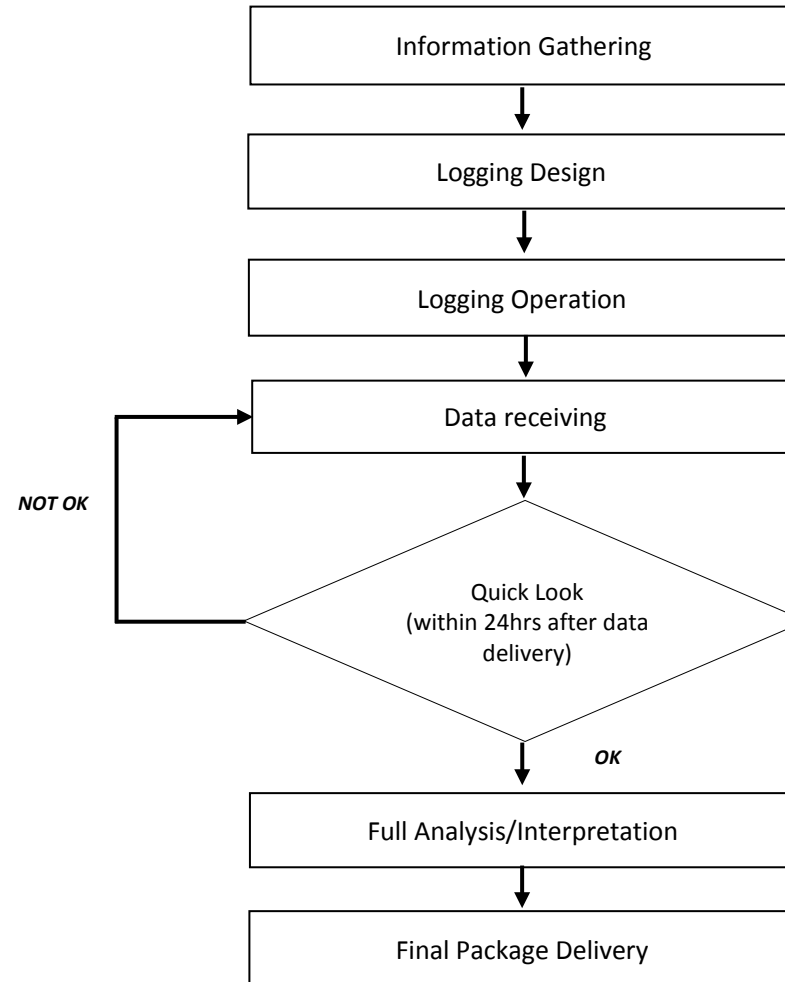 Information Gathering
Logging Design
Logging Operation
Data receiving
NOT OK
Quick Look
(within 24hrs after data
delivery)
OK
Full Analysis/Interpretation
Final Package Delivery